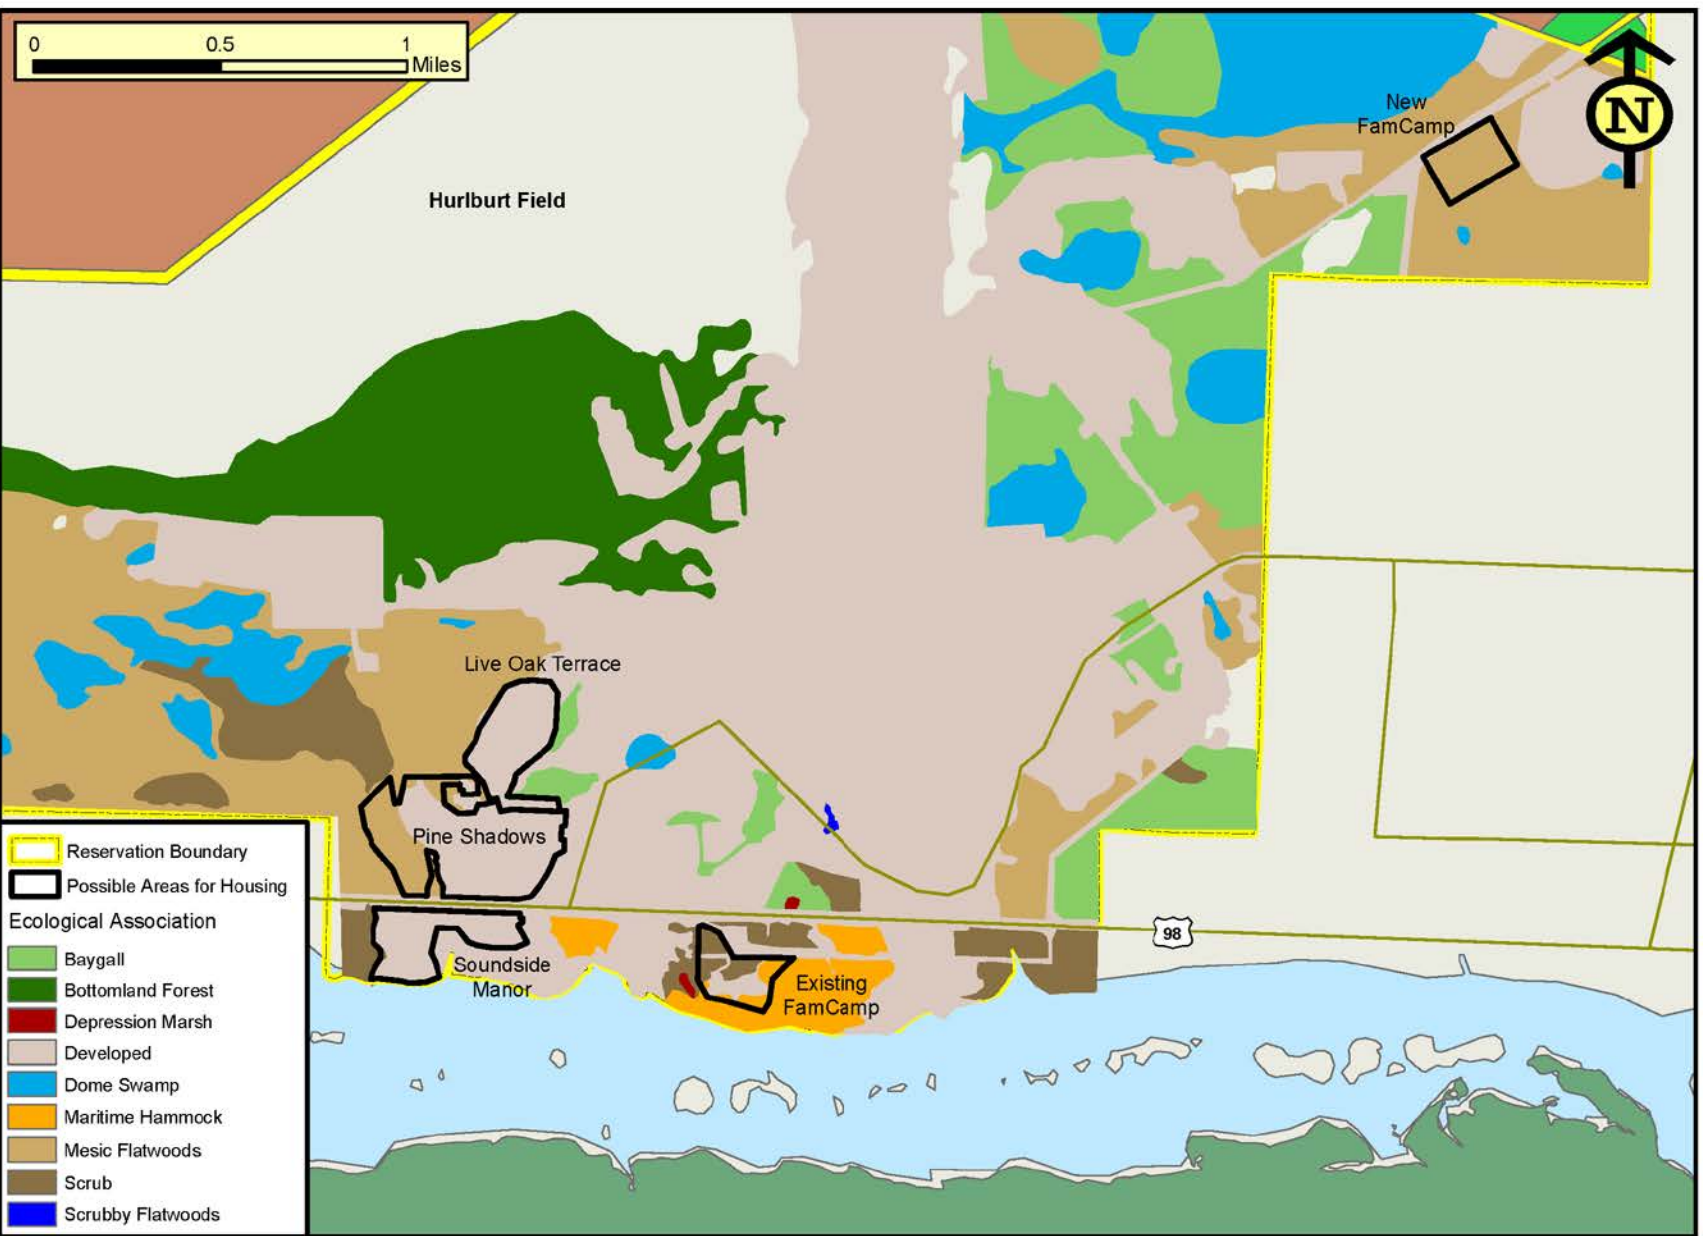 0 0.5 1
Miles
N
New
FamCamp
Hurlburt Field
Live Oak Terrace
Pine Shadows
Soundside
Manor
Existing
FamCamp
98
Reservation Boundary
Possible Areas for Housing
Ecological Association
Baygall
Bottomland Forest
Depression Marsh
Developed
Dome Swamp
Maritime Hammock
Mesic Flatwoods
Scrub
Scrubby Flatwoods